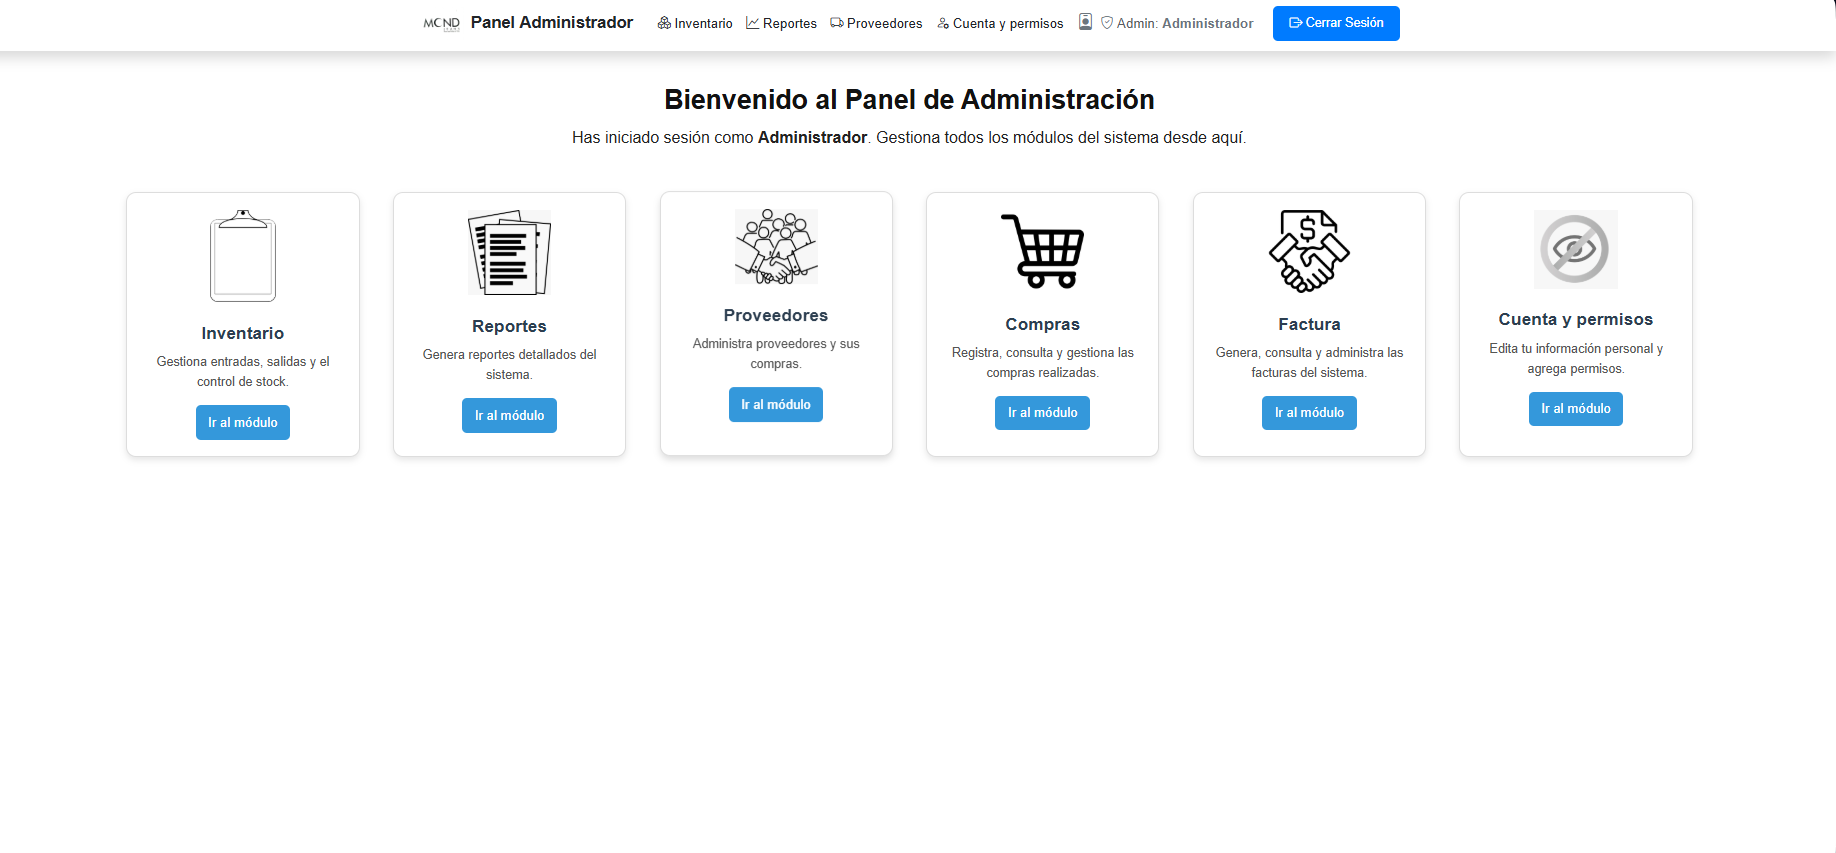 MCND Panel Administrador Inventario Reportes Proveedores Cuenta y permisos Admin: Administrador Cerrar Sesión
Bienvenido al Panel de Administración
Has iniciado sesión como Administrador. Gestiona todos los módulos del sistema desde aquí.
Inventario
Gestiona entradas, salidas y el
control de stock.
Ir al módulo
Reportes
Genera reportes detallados del
sistema.
Ir al módulo
Proveedores
Administra proveedores y sus
compras.
Ir al módulo
Compras
Registra, consulta y gestiona las
compras realizadas.
Ir al módulo
$
Factura
Genera, consulta y administra las
facturas del sistema.
Ir al módulo
Cuenta y permisos
Edita tu información personal y
agrega permisos.
Ir al módulo